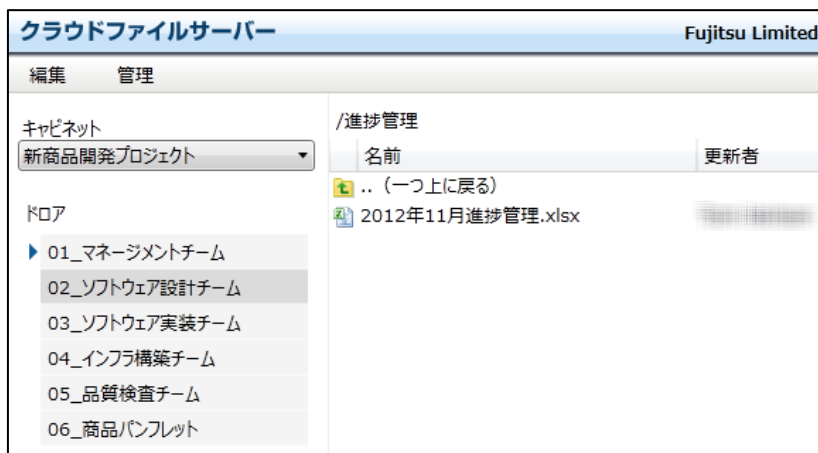 クラウドファイルサーバー
Fujitsu Limited
編集 管理
キャビネット
新商品開発プロジェクト
ドロア
01_マネージメントチーム
02_ソフトウェア設計チーム
03_ソフトウェア実装チーム
04_インフラ構築チーム
05_品質検査チーム
06_商品パンフレット
/進捗管理
名前 更新者
..（一つ上に戻る）
2012年11月進捗管理.xlsx